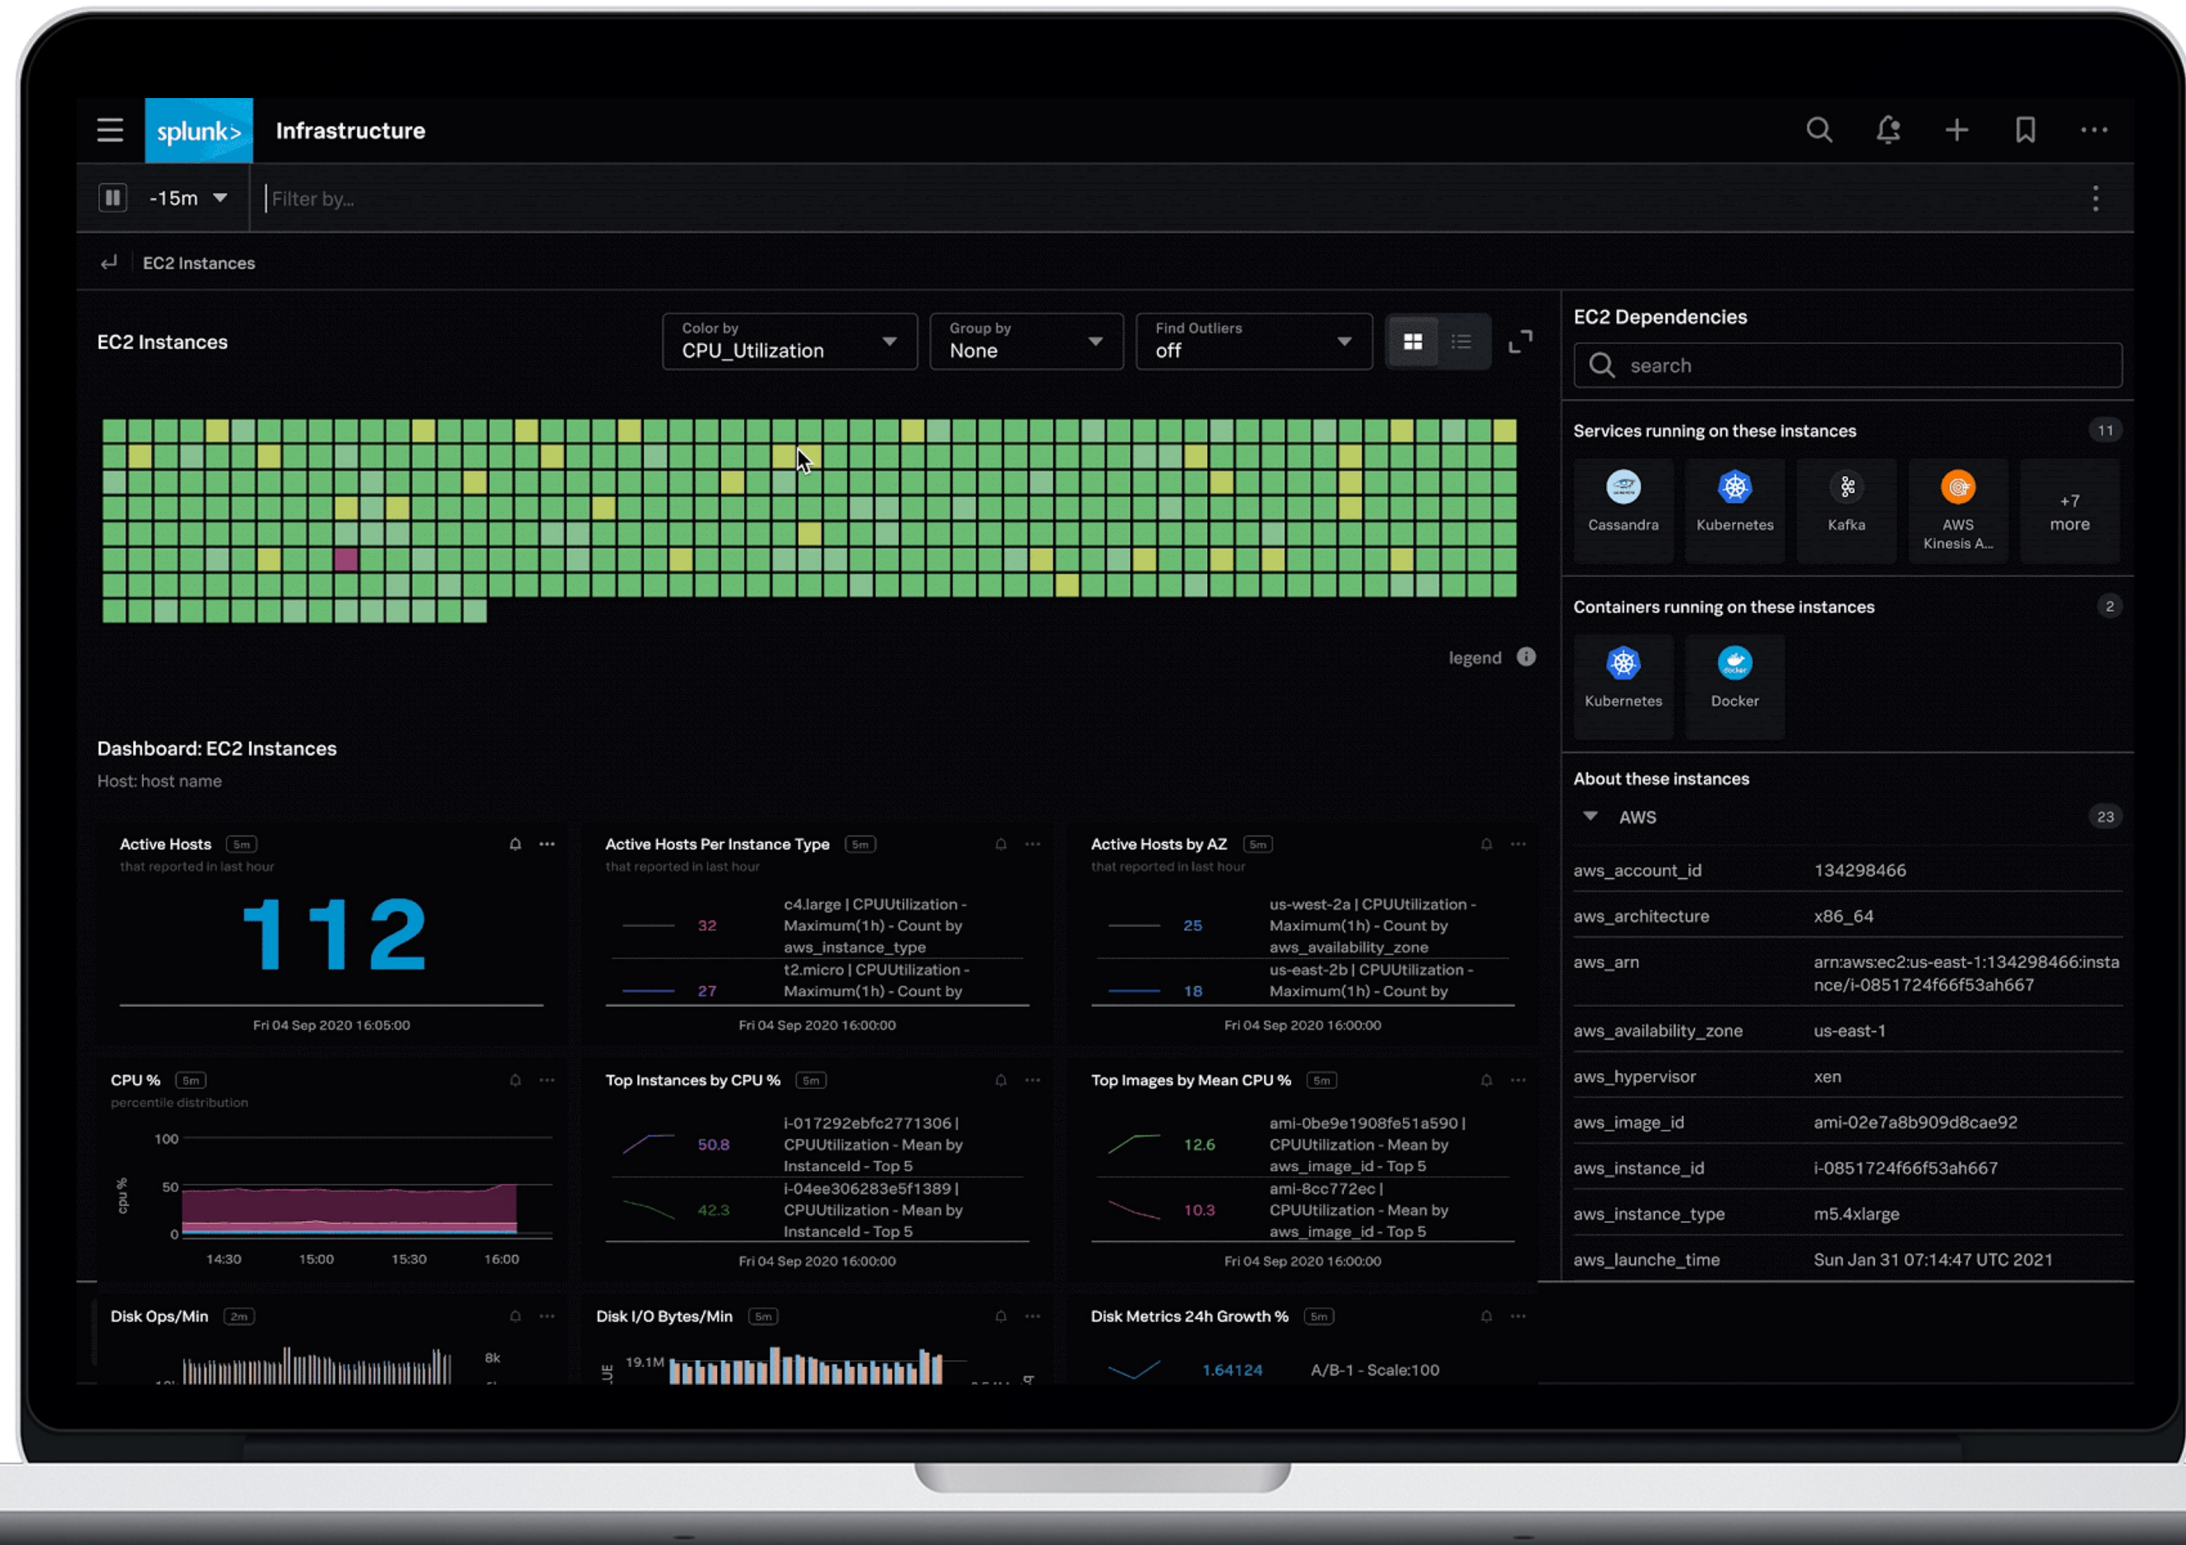 splunk>
Infrastructure
-15m
Filter by...
EC2 Instances
EC2 Instances
Color by
CPU_Utilization
Group by
None
Find Outliers
off
legend
Dashboard: EC2 Instances
Host: host name
Active Hosts 5m
that reported in last hour
112
Fri 04 Sep 2020 16:05:00
Active Hosts Per Instance Type 5m
that reported in last hour
32
c4.large | CPUUtilization -
Maximum(1h) - Count by
aws_instance_type
27
t2.micro | CPUUtilization -
Maximum(1h) - Count by
Fri 04 Sep 2020 16:00:00
Active Hosts by AZ 5m
that reported in last hour
25
us-west-2a | CPUUtilization -
Maximum(1h) - Count by
aws_availability_zone
18
us-east-2b | CPUUtilization -
Maximum(1h) - Count by
Fri 04 Sep 2020 16:00:00
CPU % 5m
percentile distribution
cpu %
100
50
0
14:30 15:00 15:30 16:00
Top Instances by CPU % 5m
50.8
i-017292ebfc2771306 |
CPUUtilization - Mean by
InstanceId - Top 5
42.3
i-04ee306283e5f1389 |
CPUUtilization - Mean by
InstanceId - Top 5
Fri 04 Sep 2020 16:00:00
Top Images by Mean CPU % 5m
12.6
ami-0be9e1908fe51a590 |
CPUUtilization - Mean by
aws_image_id - Top 5
10.3
ami-8cc772ec |
CPUUtilization - Mean by
aws_image_id - Top 5
Fri 04 Sep 2020 16:00:00
Disk Ops/Min 2m
8k
Disk I/O Bytes/Min 5m
19.1M
Disk Metrics 24h Growth % 5m
1.64124
A/B-1 - Scale:100
EC2 Dependencies
search
Services running on these instances
11
Cassandra
Kubernetes
Kafka
AWS
Kinesis A...
+7
more
Containers running on these instances
2
Kubernetes
docker
Docker
About these instances
AWS
23
aws_account_id 134298466
aws_architecture x86_64
aws_arn arn:aws:ec2:us-east-1:134298466:insta
nce/i-0851724f66f53ah667
aws_availability_zone us-east-1
aws_hypervisor xen
aws_image_id ami-02e7a8b909d8cae92
aws_instance_id i-0851724f66f53ah667
aws_instance_type m5.4xlarge
aws_launche_time Sun Jan 31 07:14:47 UTC 2021